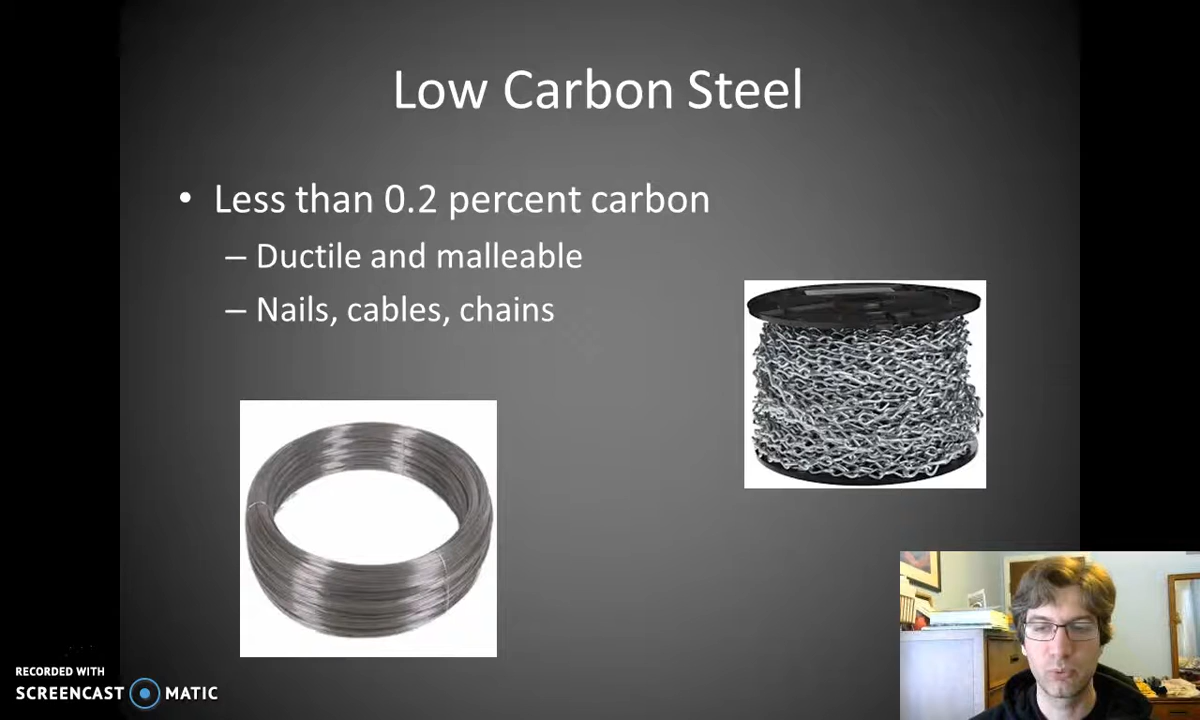 Low Carbon Steel
• Less than 0.2 percent carbon
– Ductile and malleable
– Nails, cables, chains
RECORDED WITH
SCREENCAST MATIC